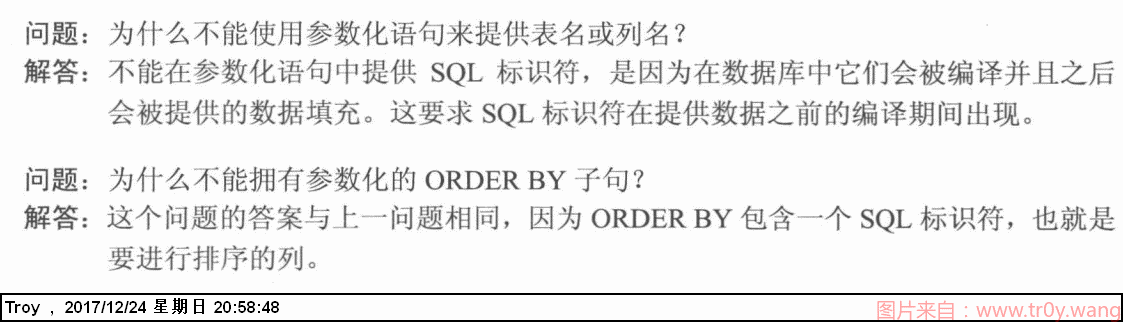 问题：为什么不能使用参数化语句来提供表名或列名？
解答：不能在参数化语句中提供 SQL 标识符，是因为在数据库中它们会被编译并且之后
会被提供的数据填充。这要求 SQL 标识符在提供数据之前的编译期间出现。
问题：为什么不能拥有参数化的 ORDER BY 子句？
解答：这个问题的答案与上一问题相同，因为 ORDER BY 包含一个 SQL 标识符，也就是
要进行排序的列。
Troy , 2017/12/24 星期日 20:58:48
图片来自：www.tr0y.wang